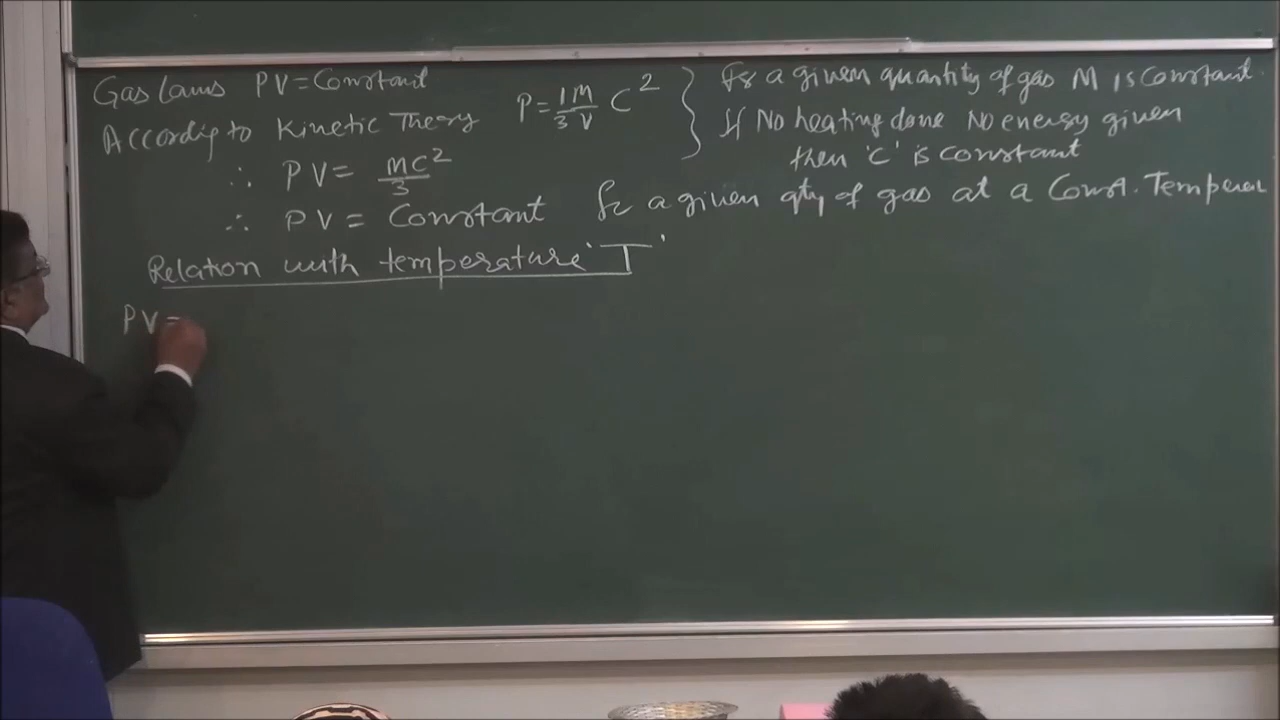 Gas Laws PV = Constant
According to Kinetic Theory P = 1/3 M/V C²
∴ PV = MC²/3
∴ PV = Constant for a given qty of gas at a Const. Temperat
for a given quantity of gas M is constant.
If No heating done No energy given
then 'C' is constant
Relation with temperature 'T'
PV =